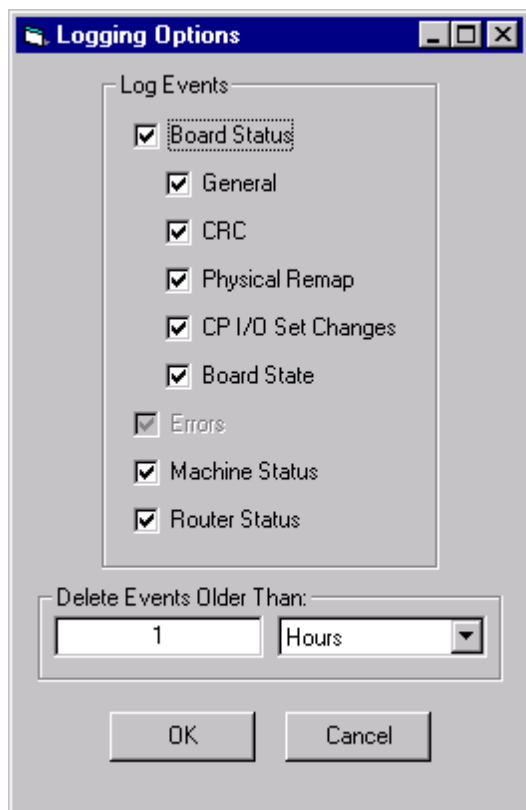 Logging Options
Log Events
Board Status
General
CRC
Physical Remap
CP I/O Set Changes
Board State
Errors
Machine Status
Router Status
Delete Events Older Than:
1 Hours
OK Cancel